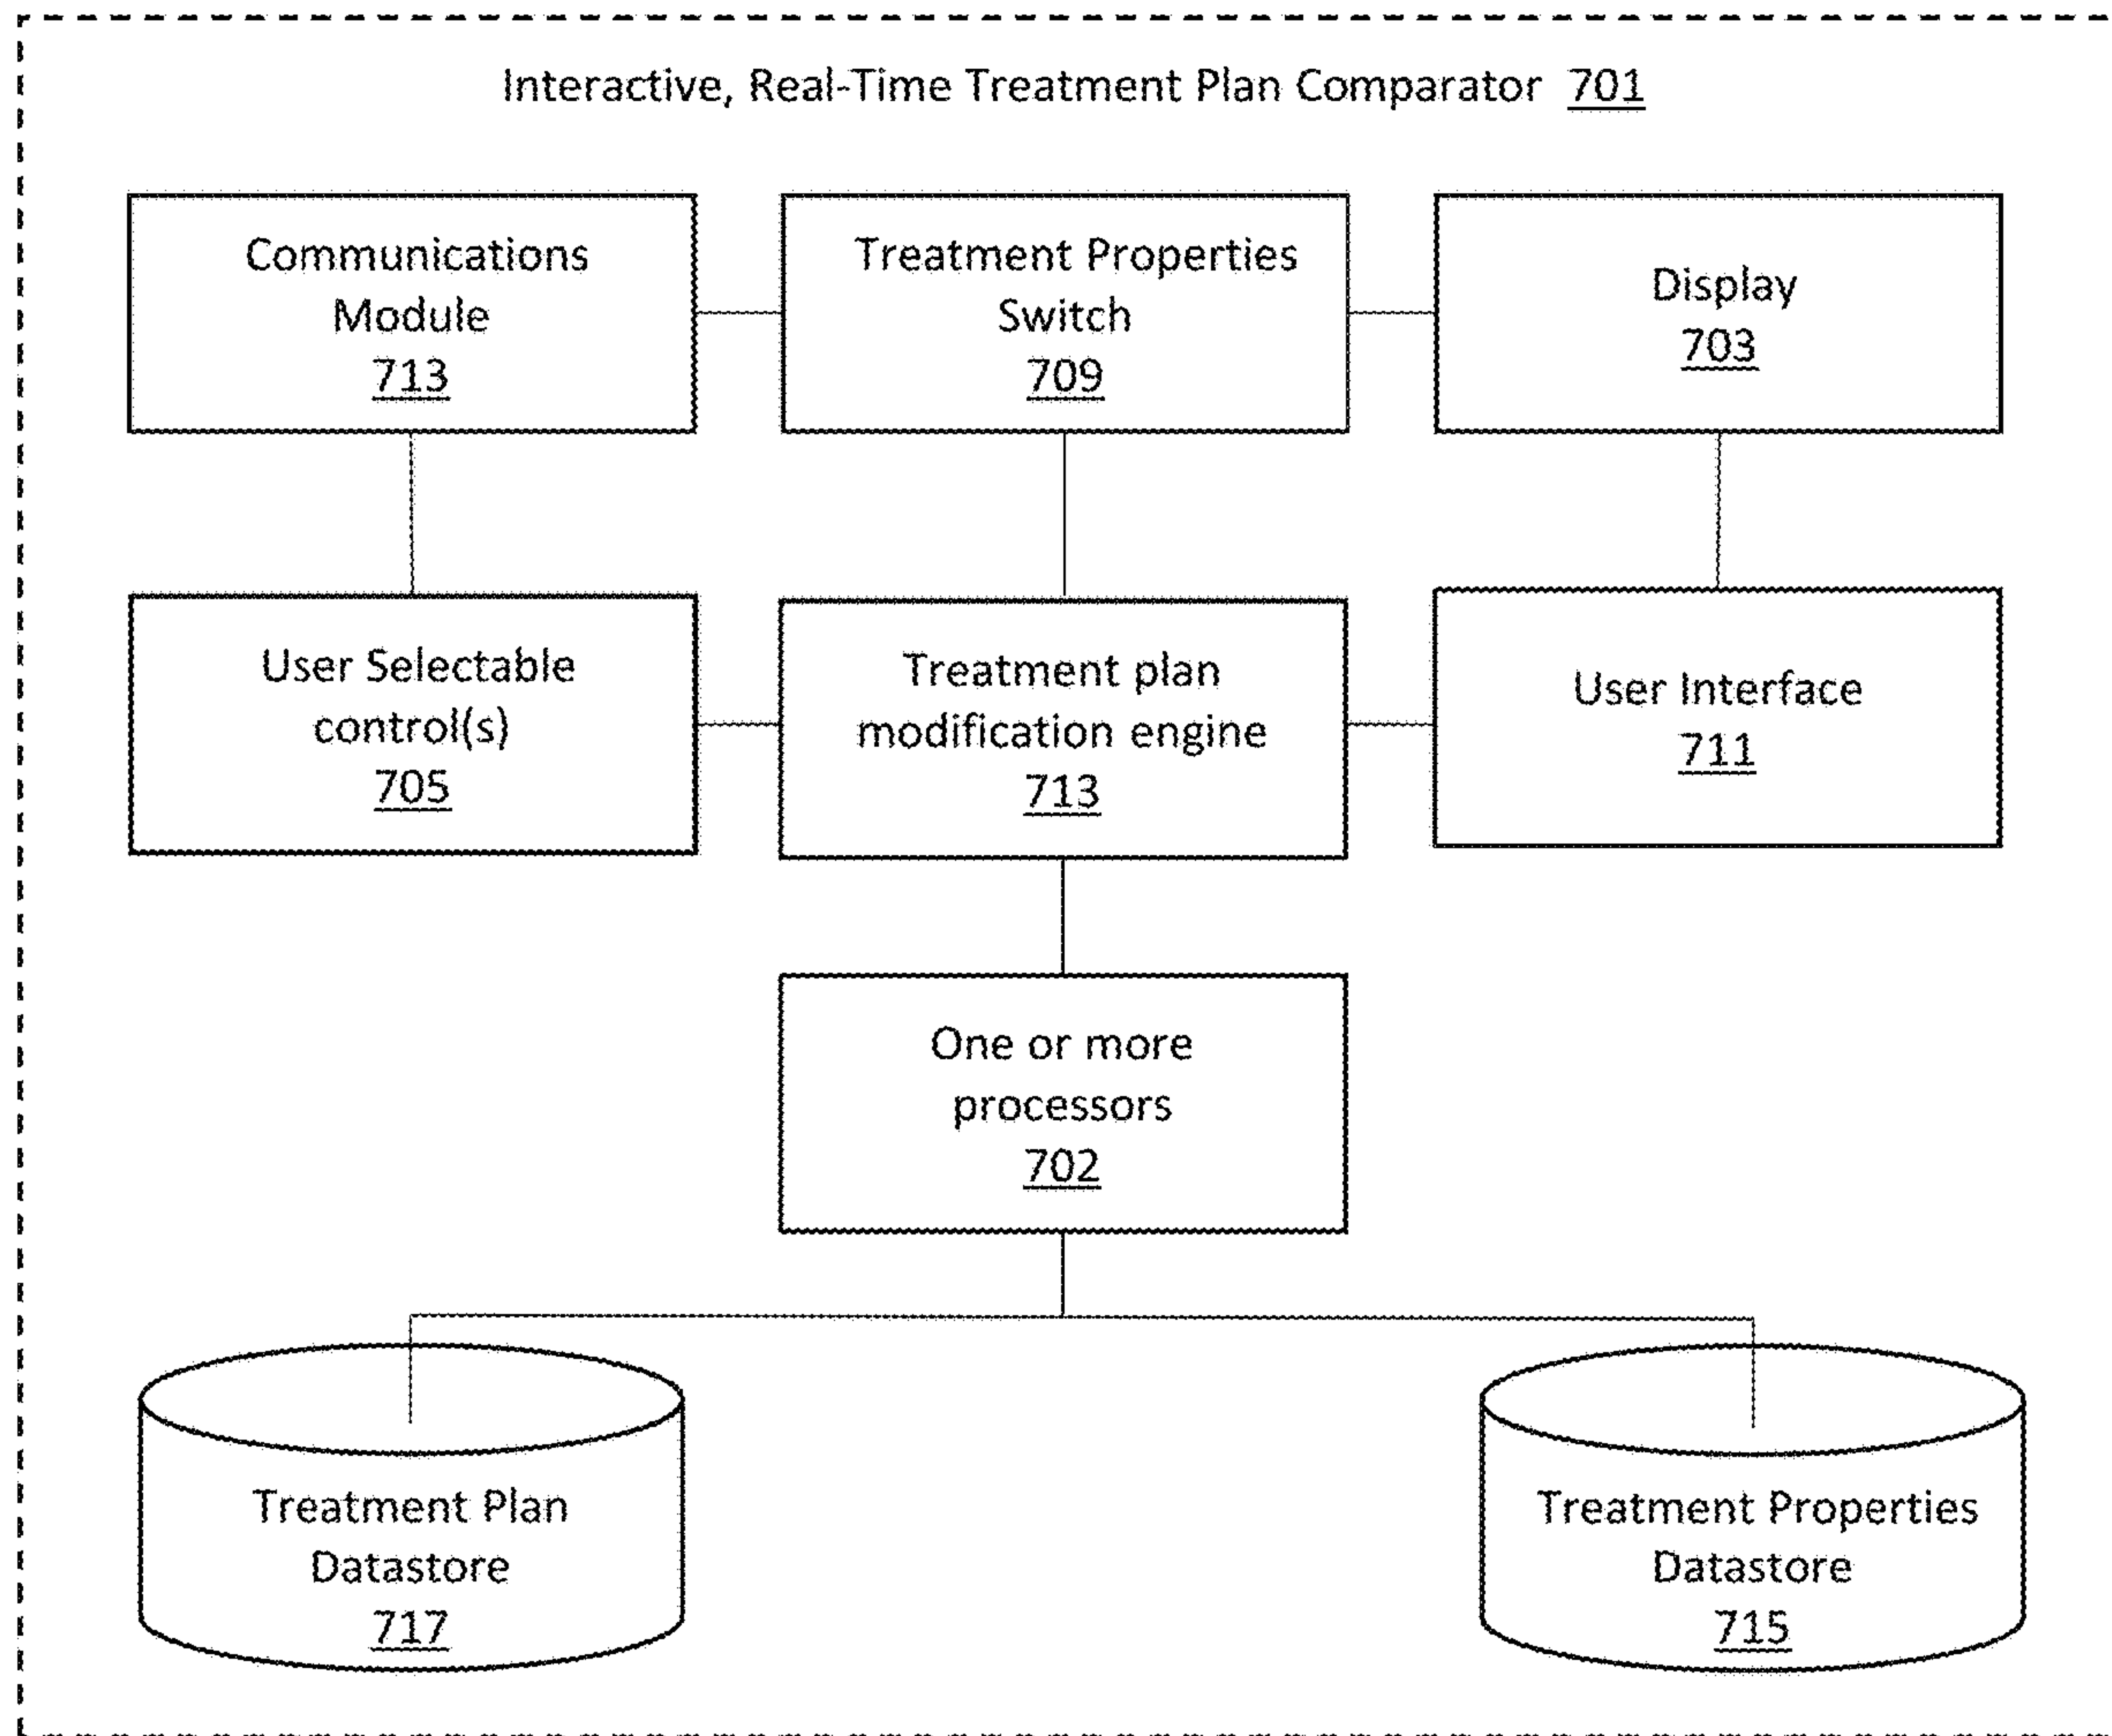 Interactive, Real-Time Treatment Plan Comparator 701
Communications
Module
713
Treatment Properties
Switch
709
Display
703
User Selectable
control(s)
705
Treatment plan
modification engine
713
User Interface
711
One or more
processors
702
Treatment Plan
Datastore
717
Treatment Properties
Datastore
715